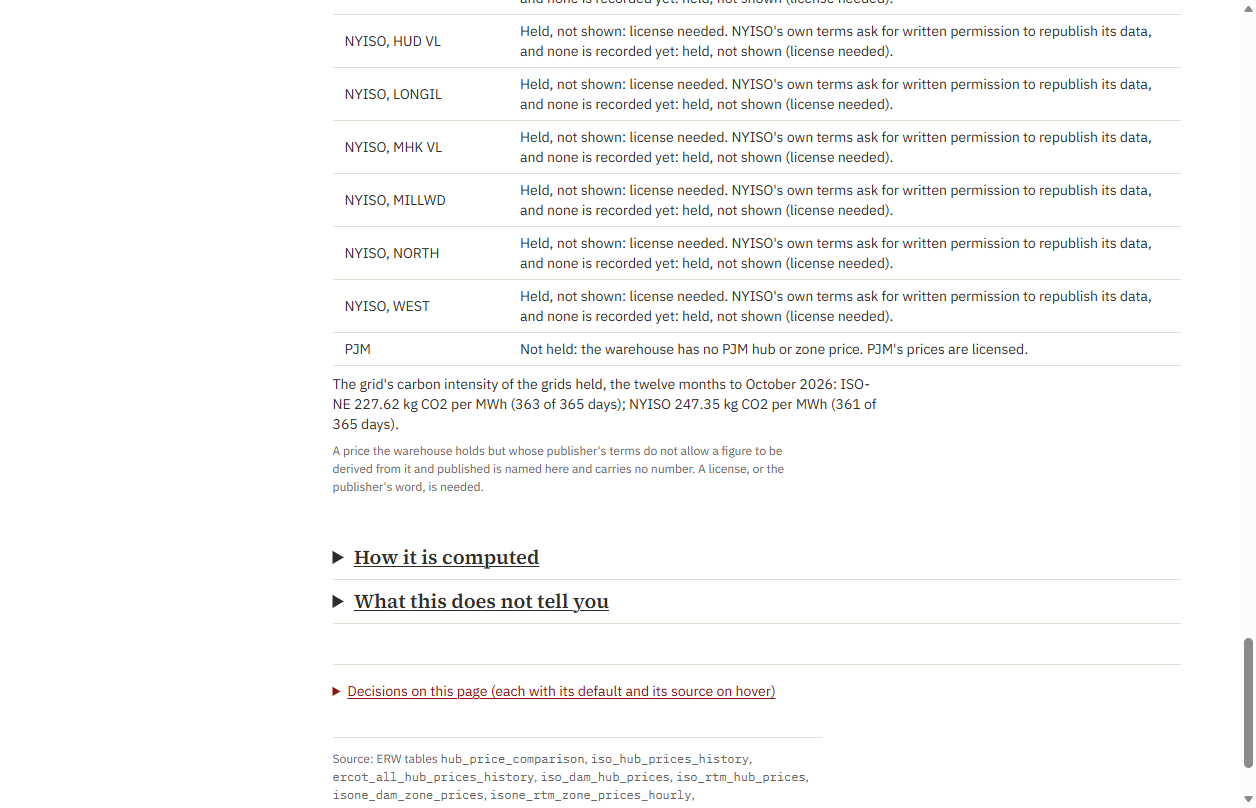 and none is recorded yet: held, not shown (license needed).
NYISO, HUD VL
Held, not shown: license needed. NYISO's own terms ask for written permission to republish its data,
and none is recorded yet: held, not shown (license needed).
NYISO, LONGIL
Held, not shown: license needed. NYISO's own terms ask for written permission to republish its data,
and none is recorded yet: held, not shown (license needed).
NYISO, MHK VL
Held, not shown: license needed. NYISO's own terms ask for written permission to republish its data,
and none is recorded yet: held, not shown (license needed).
NYISO, MILLWD
Held, not shown: license needed. NYISO's own terms ask for written permission to republish its data,
and none is recorded yet: held, not shown (license needed).
NYISO, NORTH
Held, not shown: license needed. NYISO's own terms ask for written permission to republish its data,
and none is recorded yet: held, not shown (license needed).
NYISO, WEST
Held, not shown: license needed. NYISO's own terms ask for written permission to republish its data,
and none is recorded yet: held, not shown (license needed).
PJM
Not held: the warehouse has no PJM hub or zone price. PJM's prices are licensed.
The grid's carbon intensity of the grids held, the twelve months to October 2026: ISO-
NE 227.62 kg CO2 per MWh (363 of 365 days); NYISO 247.35 kg CO2 per MWh (361 of
365 days).
A price the warehouse holds but whose publisher's terms do not allow a figure to be
derived from it and published is named here and carries no number. A license, or the
publisher's word, is needed.
How it is computed
What this does not tell you
Decisions on this page (each with its default and its source on hover)
Source: ERW tables hub_price_comparison, iso_hub_prices_history,
ercot_all_hub_prices_history, iso_dam_hub_prices, iso_rtm_hub_prices,
isone_dam_zone_prices, isone_rtm_zone_prices_hourly,